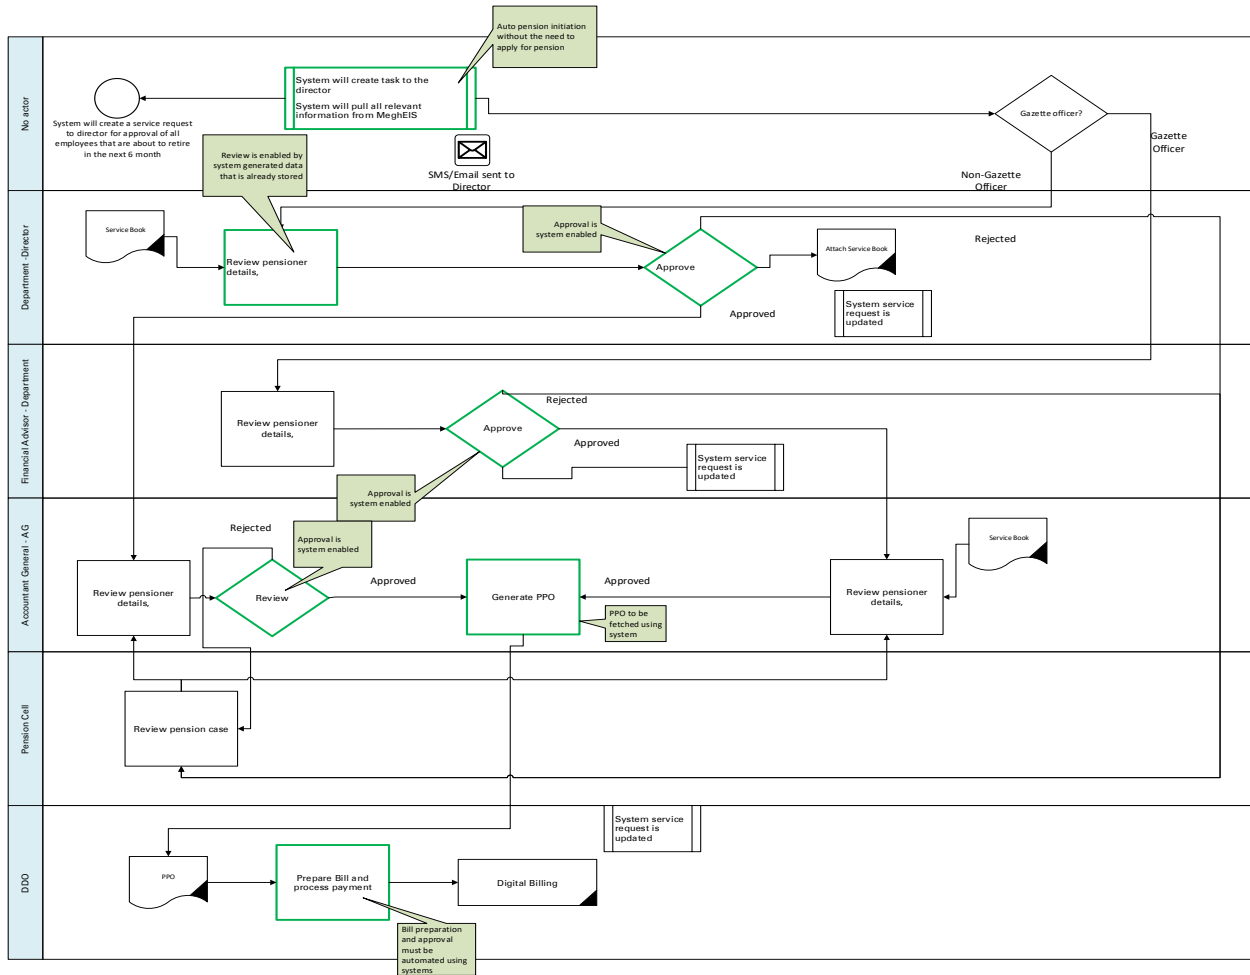 Auto pension initiation
without the need to
apply for pension
No actor
System will create task to the
director
System will pull all relevant
information from MeghEIS
System will create a service request
to director for approval of all
employees that are about to retire
in the next 6 month
Gazette officer?
Gazette
Officer
Review is enabled by
system generated data
that is already stored
SMS/Email sent to
Director
Non-Gazette
Officer
Department -Director
Service Book
Review pensioner
details,
Approval is
system enabled
Approve
Attach Service Book
Rejected
System service
request is
updated
Approved
Financial Advisor - Department
Review pensioner
details,
Approve
Rejected
Approved
System service
request is
updated
Approval is
system enabled
Accountant General - AG
Rejected
Approval is
system enabled
Service Book
Review pensioner
details,
Review
Approved
Generate PPO
Approved
Review pensioner
details,
PPO to be
fetched using
system
Pension Cell
Review pension case
DDO
System service
request is
updated
PPO
Prepare Bill and
process payment
Digital Billing
Bill preparation
and approval
must be
automated using
systems